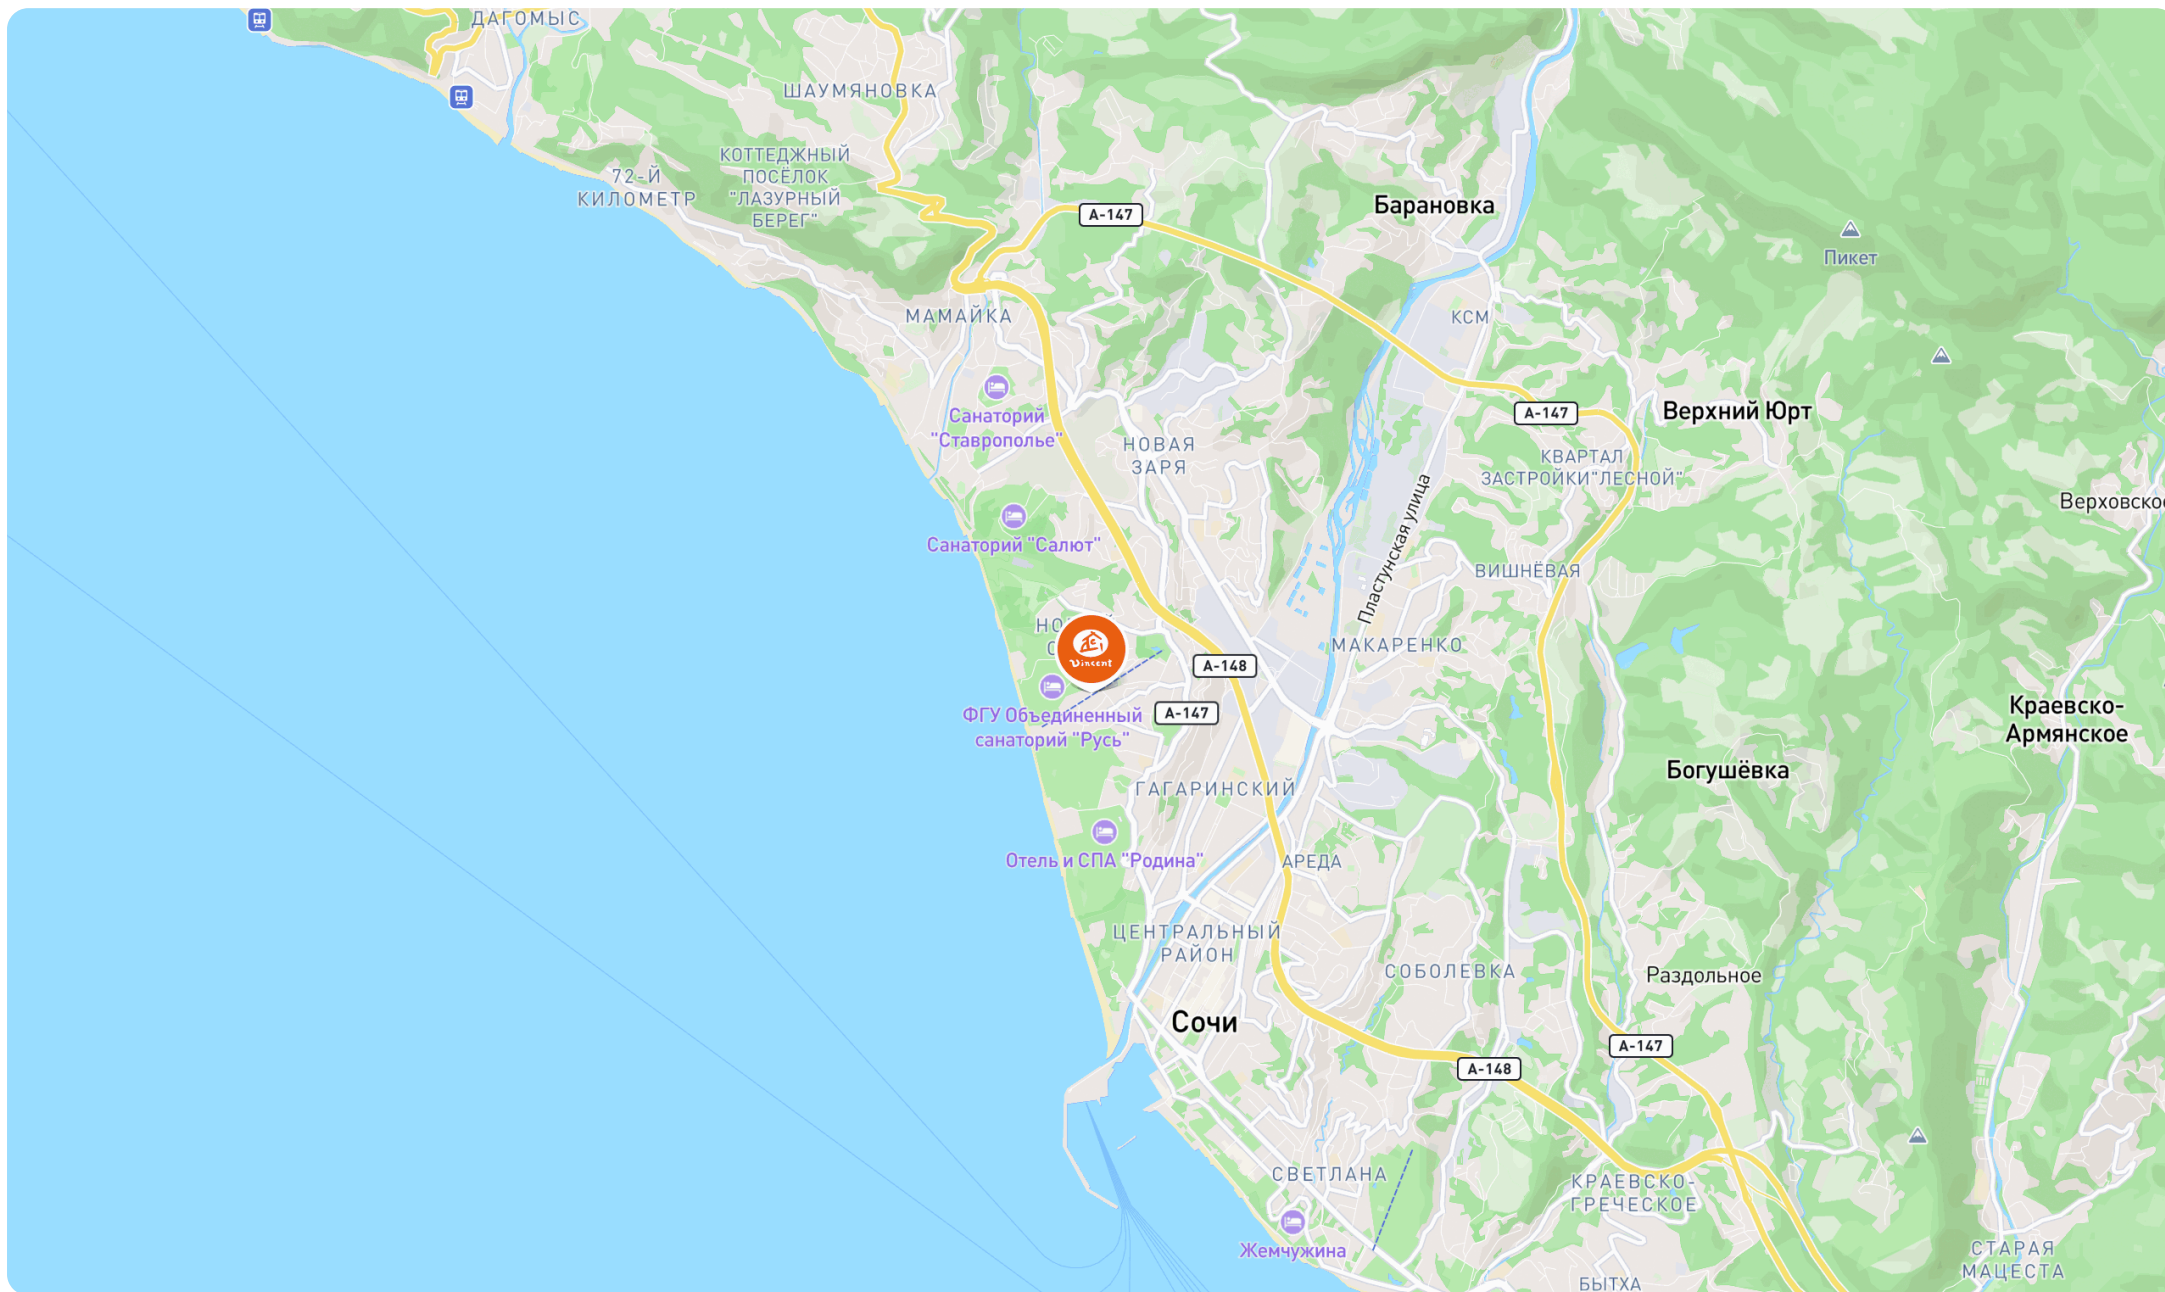 ДАГОМЫС
ШАУМЯНОВКА
КОТТЕДЖНЫЙ
ПОСЁЛОК
"ЛАЗУРНЫЙ
БЕРЕГ"
72-Й
КИЛОМЕТР
Барановка
А-147
Пикет
МАМАЙКА
КСМ
Санаторий
"Ставрополье"
А-147
Верхний Юрт
НОВАЯ
ЗАРЯ
КВАРТАЛ
ЗАСТРОЙКИ"ЛЕСНОЙ"
Верховское
Пластунская улица
Санаторий "Салют"
ВИШНЁВАЯ
Vincent
МАКАРЕНКО
А-148
ФГУ Объединенный
санаторий "Русь"
А-147
Краевско-
Армянское
Богушёвка
ГАГАРИНСКИЙ
Отель и СПА "Родина"
АРЕДА
ЦЕНТРАЛЬНЫЙ
РАЙОН
СОБОЛЕВКА
Раздольное
Сочи
А-147
А-148
СВЕТЛАНА
КРАЕВСКО-
ГРЕЧЕСКОЕ
Жемчужина
СТАРАЯ
МАЦЕСТА
БЫТХА